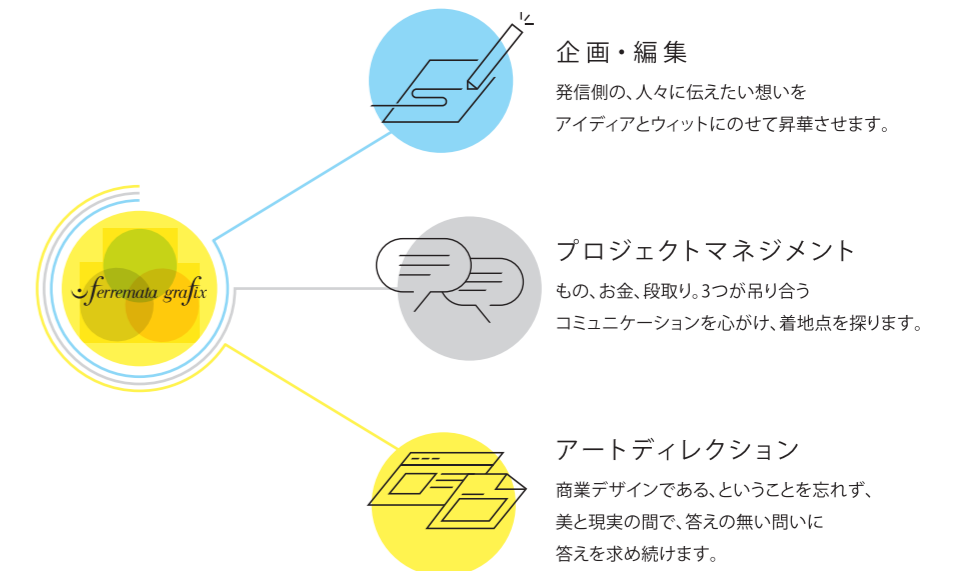 企画・編集
発信側の、人々に伝えたい想いを
アイディアとウィットにのせて昇華させます。
ferremata grafix
プロジェクトマネジメント
もの、お金、段取り。3つが吊り合う
コミュニケーションを心がけ、着地点を探ります。
アートディレクション
商業デザインである、ということを忘れず、
美と現実の間で、答えの無い問いに
答えを求め続けます。